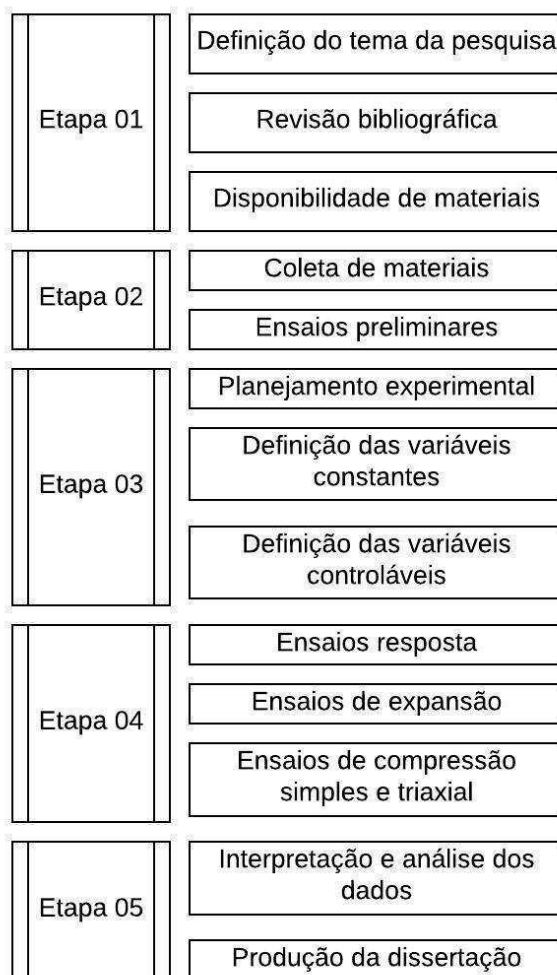 Etapa 01
Definição do tema da pesquisa
Revisão bibliográfica
Disponibilidade de materiais
Etapa 02
Coleta de materiais
Ensaios preliminares
Etapa 03
Planejamento experimental
Definição das variáveis
constantes
Definição das variáveis
controláveis
Etapa 04
Ensaios resposta
Ensaios de expansão
Ensaios de compressão
simples e triaxial
Etapa 05
Interpretação e análise dos
dados
Produção da dissertação